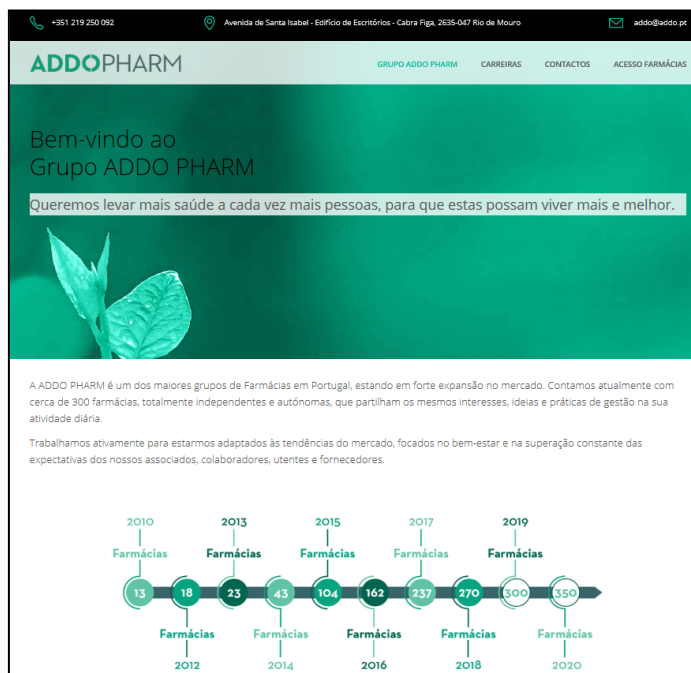 +351 219 250 092
Avenida de Santa Isabel - Edifício de Escritórios - Cabra Figa, 2635-047 Rio de Mouro
addo@addo.pt
ADDOPHARM
GRUPO ADDO PHARM
CARREIRAS
CONTACTOS
ACESSO FARMÁCIAS
Bem-vindo ao
Grupo ADDO PHARM
Queremos levar mais saúde a cada vez mais pessoas, para que estas possam viver mais e melhor.
A ADDO PHARM é um dos maiores grupos de Farmácias em Portugal, estando em forte expansão no mercado. Contamos atualmente com
cerca de 300 farmácias, totalmente independentes e autónomas, que partilham os mesmos interesses, ideias e práticas de gestão na sua
atividade diária.
Trabalhamos ativamente para estarmos adaptados às tendências do mercado, focados no bem-estar e na superação constante das
expectativas dos nossos associados, colaboradores, utentes e fornecedores.
2010 2013 2015 2017 2019
Farmácias Farmácias Farmácias Farmácias Farmácias
13 18 23 43 104 162 237 270 300 350
Farmácias Farmácias Farmácias Farmácias Farmácias
2012 2014 2016 2018 2020